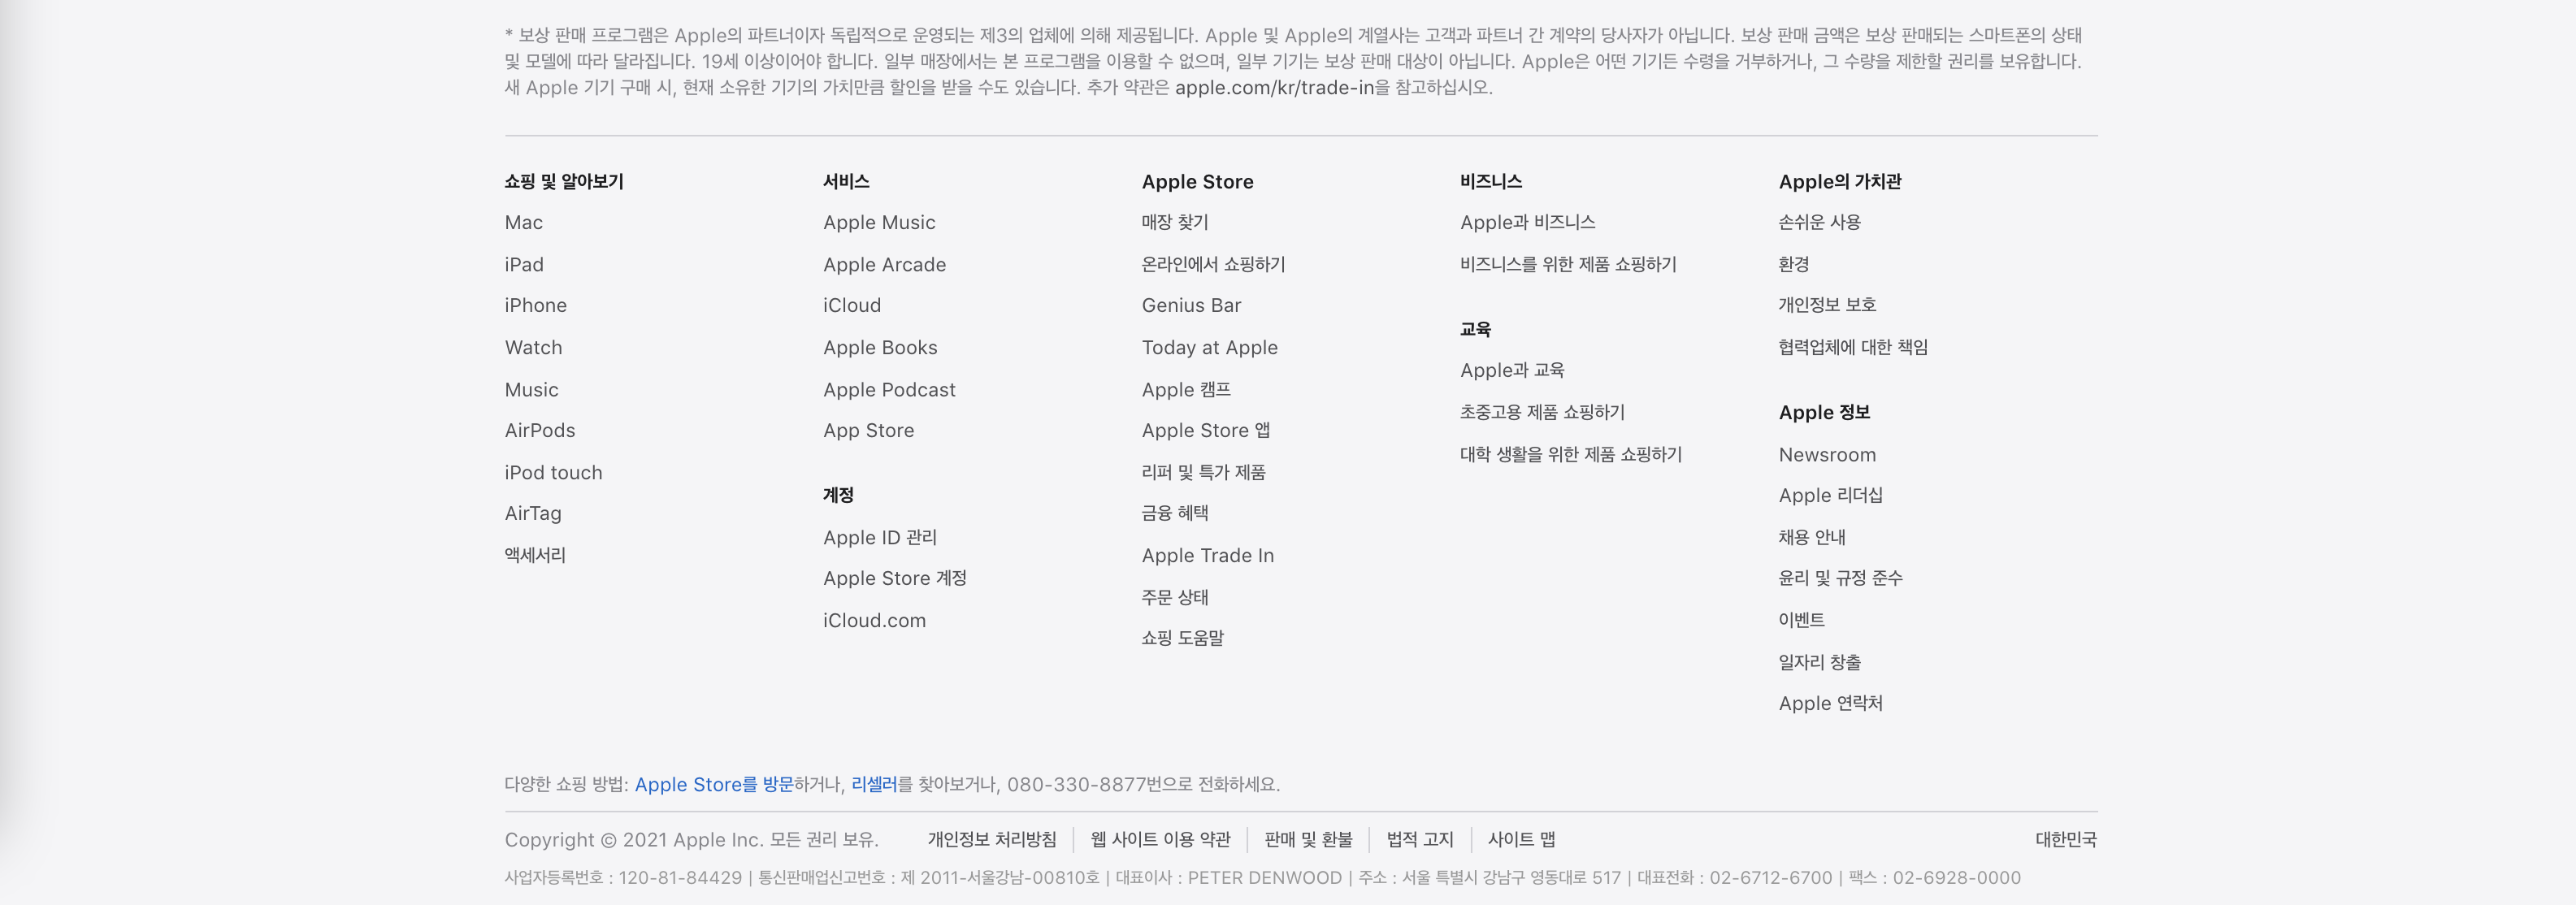 * 보상 판매 프로그램은 Apple의 파트너이자 독립적으로 운영되는 제3의 업체에 의해 제공됩니다. Apple 및 Apple의 계열사는 고객과 파트너 간 계약의 당사자가 아닙니다. 보상 판매 금액은 보상 판매되는 스마트폰의 상태
및 모델에 따라 달라집니다. 19세 이상이어야 합니다. 일부 매장에서는 본 프로그램을 이용할 수 없으며, 일부 기기는 보상 판매 대상이 아닙니다. Apple은 어떤 기기든 수령을 거부하거나, 그 수량을 제한할 권리를 보유합니다.
새 Apple 기기 구매 시, 현재 소유한 기기의 가치만큼 할인을 받을 수도 있습니다. 추가 약관은 apple.com/kr/trade-in을 참고하십시오.
쇼핑 및 알아보기
Mac
iPad
iPhone
Watch
Music
AirPods
iPod touch
AirTag
액세서리
서비스
Apple Music
Apple Arcade
iCloud
Apple Books
Apple Podcast
App Store
계정
Apple ID 관리
Apple Store 계정
iCloud.com
Apple Store
매장 찾기
온라인에서 쇼핑하기
Genius Bar
Today at Apple
Apple 캠프
Apple Store 앱
리퍼 및 특가 제품
금융 혜택
Apple Trade In
주문 상태
쇼핑 도움말
비즈니스
Apple과 비즈니스
비즈니스를 위한 제품 쇼핑하기
교육
Apple과 교육
초중고용 제품 쇼핑하기
대학 생활을 위한 제품 쇼핑하기
Apple의 가치관
손쉬운 사용
환경
개인정보 보호
협력업체에 대한 책임
Apple 정보
Newsroom
Apple 리더십
채용 안내
윤리 및 규정 준수
이벤트
일자리 창출
Apple 연락처
다양한 쇼핑 방법: Apple Store를 방문하거나, 리셀러를 찾아보거나, 080-330-8877번으로 전화하세요.
Copyright © 2021 Apple Inc. 모든 권리 보유. 개인정보 처리방침 웹 사이트 이용 약관 판매 및 환불 법적 고지 사이트 맵 대한민국
사업자등록번호 : 120-81-84429 | 통신판매업신고번호 : 제 2011-서울강남-00810호 | 대표이사 : PETER DENWOOD | 주소 : 서울 특별시 강남구 영동대로 517 | 대표전화 : 02-6712-6700 | 팩스 : 02-6928-0000